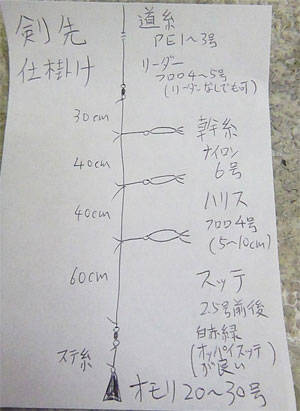 剣先
仕掛け
道糸
PE1〜3号
リーダー
フロロ4〜5号
(リーダーなしでも可)
30cm
幹糸
ナイロン
6号
40cm
ハリス
フロロ4号
(5〜10cm)
40cm
60cm
スッテ
2.5号前後
白赤緑
(オッパイスッテ
が良い)
ステ糸
オモリ20〜30号